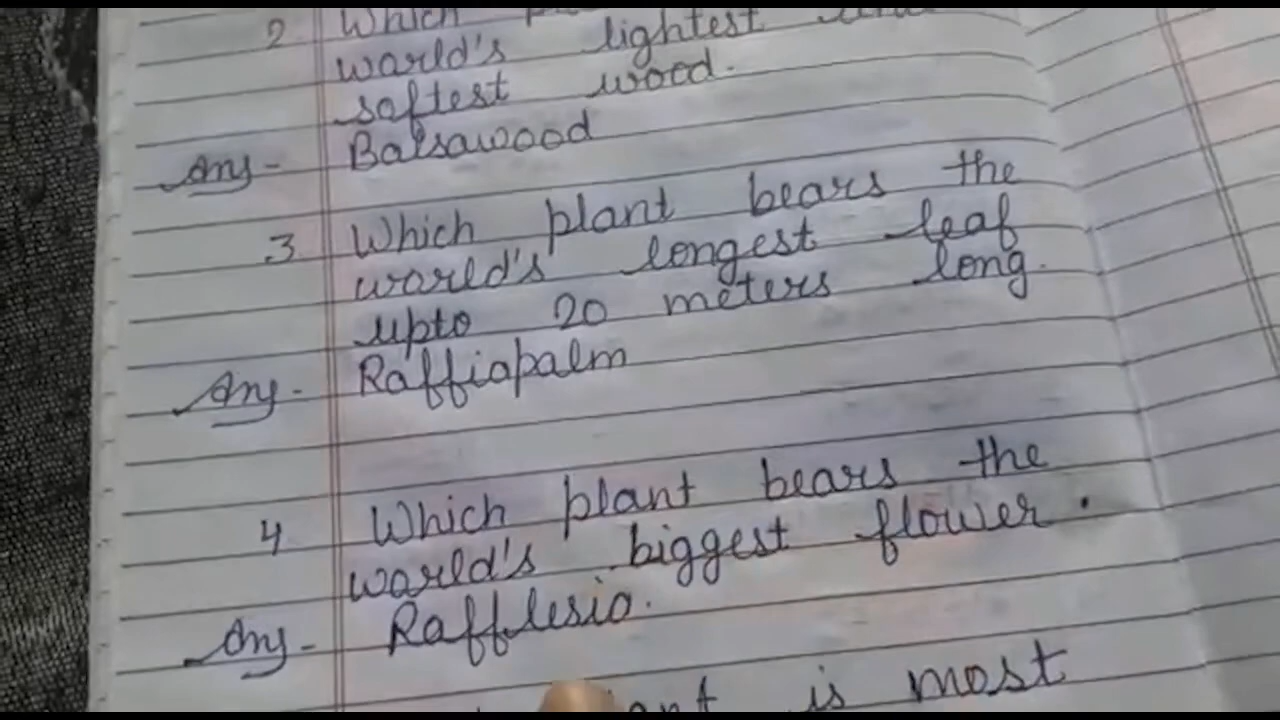 2 Which
world's lightest
softest wood.
Ans- Balsawood
3. Which plant bears the
world's longest leaf
upto 20 meters long.
Ans- Raffiapalm
4 Which plant bears the
world's biggest flower.
Ans- Rafflesia.
is most